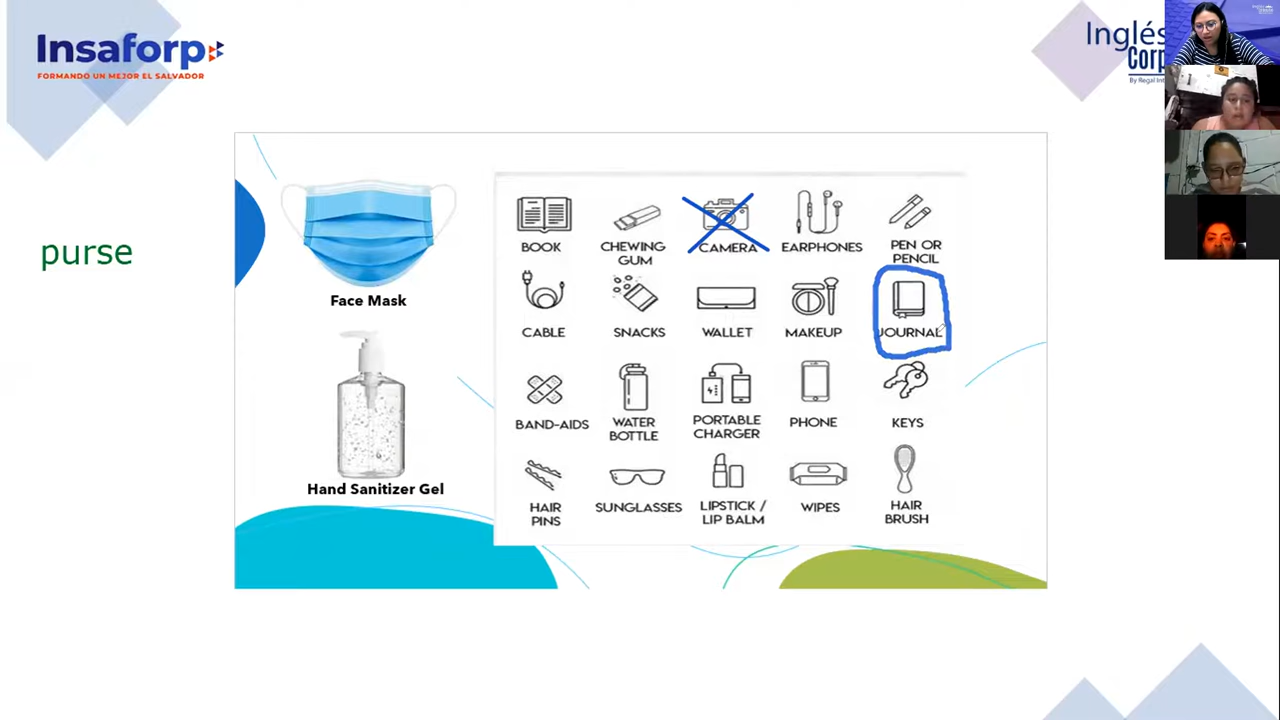 Insaforp
FORMANDO UN MEJOR EL SALVADOR
Inglés
Corp
purse
Face Mask
Hand Sanitizer Gel
BOOK
CHEWING
GUM
CAMERA
EARPHONES
PEN OR
PENCIL
CABLE
SNACKS
WALLET
MAKEUP
JOURNAL
BAND-AIDS
WATER
BOTTLE
PORTABLE
CHARGER
PHONE
KEYS
HAIR
PINS
SUNGLASSES
LIPSTICK /
LIP BALM
WIPES
HAIR
BRUSH